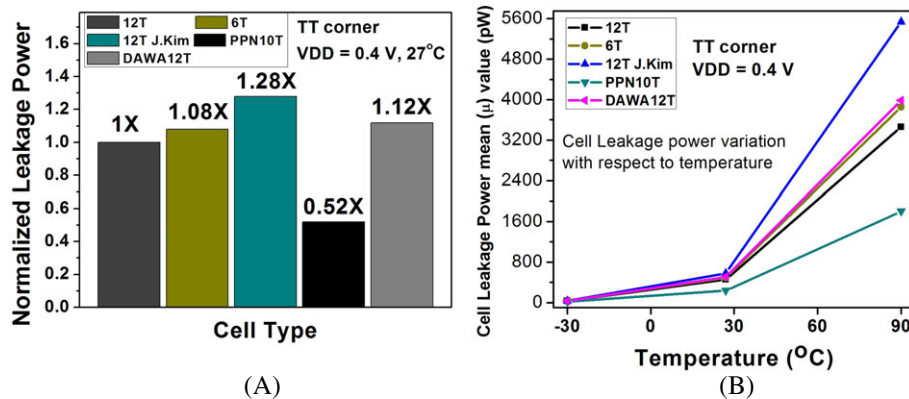 12T
6T
12T J.Kim
PPN10T
DAWA12T
TT corner
VDD = 0.4 V, 27°C
1.6
1.4
1.2
1.0
0.8
0.6
0.4
0.2
0.0
Normalized Leakage Power
1X
1.08X
1.28X
0.52X
1.12X
Cell Type
(A)
5600
4800
4000
3200
2400
1600
800
0
Cell Leakage Power mean (μ) value (pW)
12T
6T
12T J.Kim
PPN10T
DAWA12T
TT corner
VDD = 0.4 V
Cell Leakage power variation
with respect to temperature
-30
0
30
60
90
Temperature (°C)
(B)